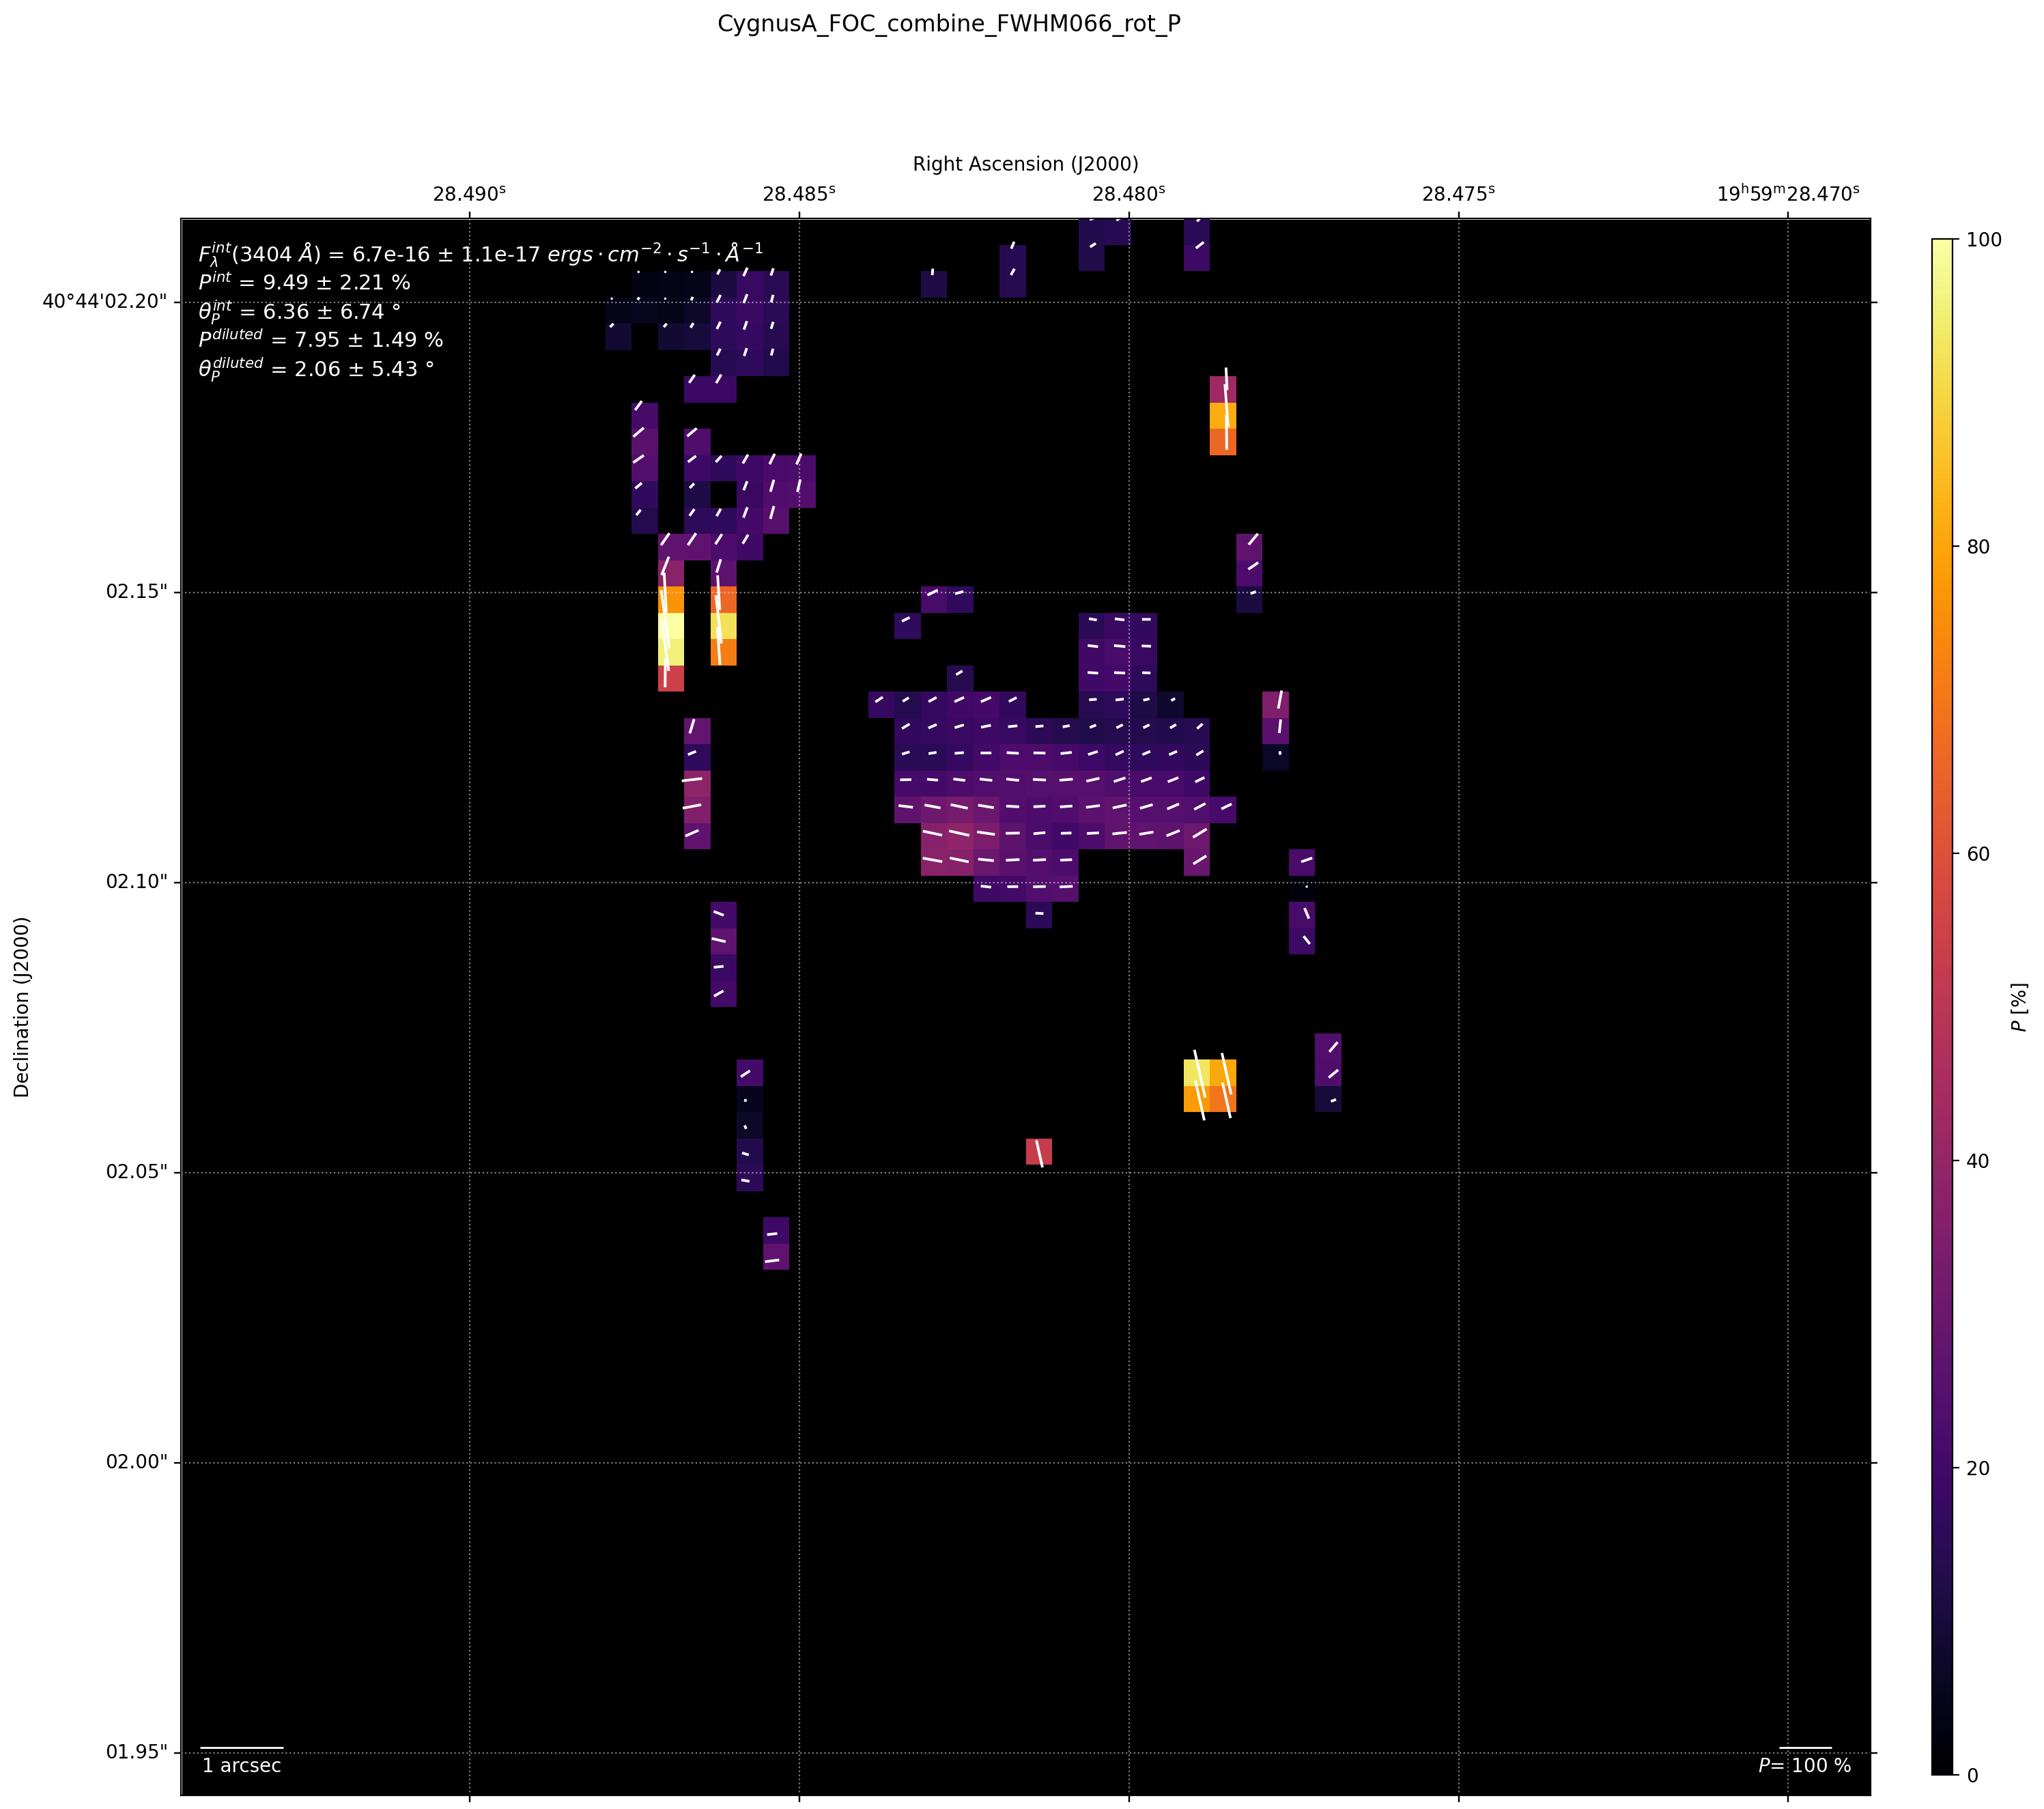 CygnusA_FOC_combine_FWHM066_rot_P
Right Ascension (J2000)
28.490ˢ 28.485ˢ 28.480ˢ 28.475ˢ 19ʰ59ᵐ28.470ˢ
F_λ^int(3404 Å) = 6.7e-16 ± 1.1e-17 ergs · cm⁻² · s⁻¹ · Å⁻¹
P^int = 9.49 ± 2.21 %
θ_P^int = 6.36 ± 6.74 °
P^diluted = 7.95 ± 1.49 %
θ_P^diluted = 2.06 ± 5.43 °
40°44'02.20"
02.15"
02.10"
02.05"
02.00"
01.95"
Declination (J2000)
1 arcsec
P= 100 %
100
80
60
40
20
0
P [%]